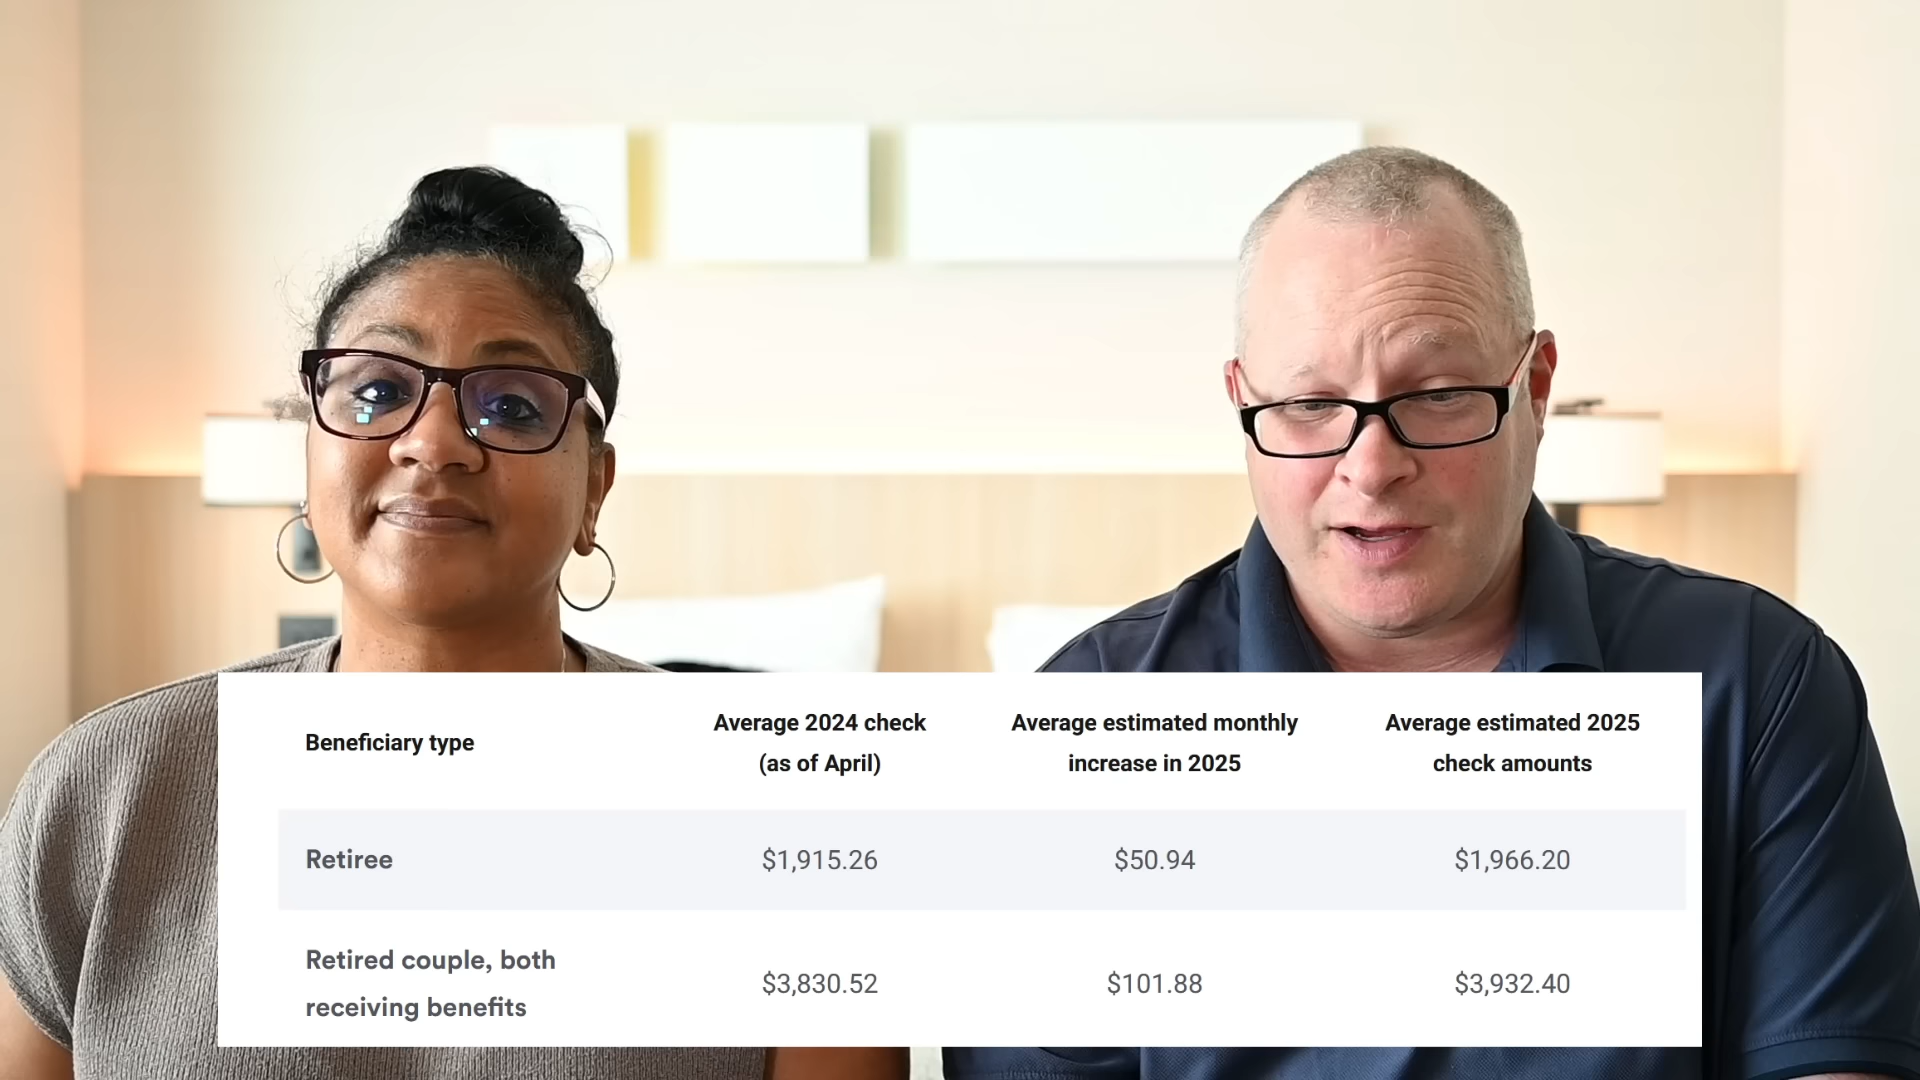 Beneficiary type
Average 2024 check
(as of April)
Average estimated monthly
increase in 2025
Average estimated 2025
check amounts
Retiree
$1,915.26
$50.94
$1,966.20
Retired couple, both
receiving benefits
$3,830.52
$101.88
$3,932.40